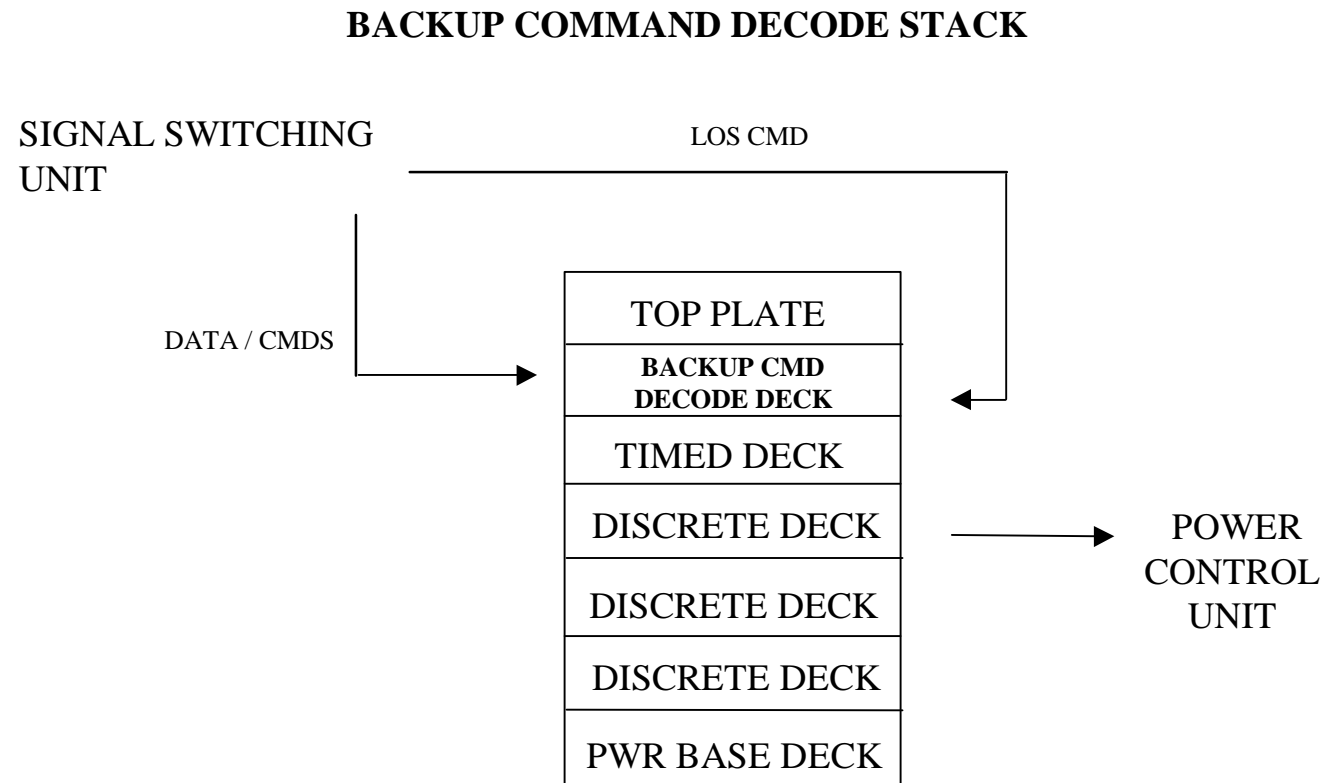 BACKUP COMMAND DECODE STACK
SIGNAL SWITCHING
UNIT
LOS CMD
DATA / CMDS
TOP PLATE
BACKUP CMD
DECODE DECK
TIMED DECK
DISCRETE DECK
DISCRETE DECK
DISCRETE DECK
PWR BASE DECK
POWER
CONTROL
UNIT